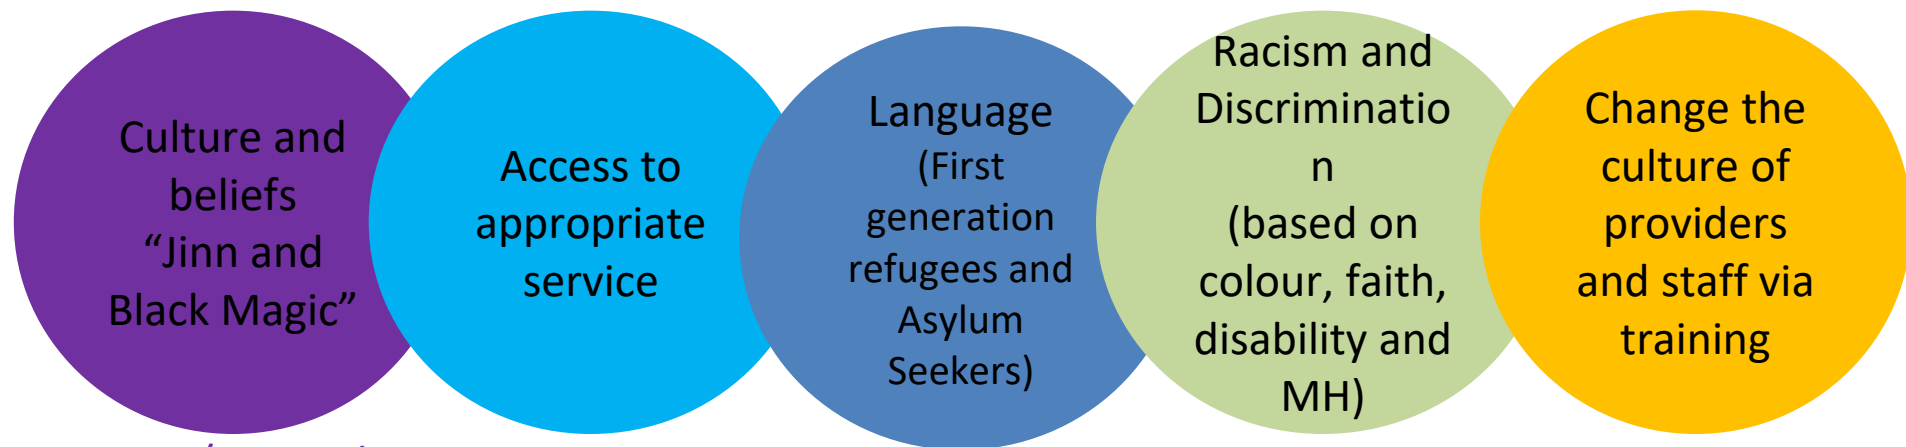 Culture and
beliefs
“Jinn and
Black Magic”
Access to
appropriate
service
Language
(First
generation
refugees and
Asylum
Seekers)
Racism and
Discriminatio
n
(based on
colour, faith,
disability and
MH)
Change the
culture of
providers
and staff via
training